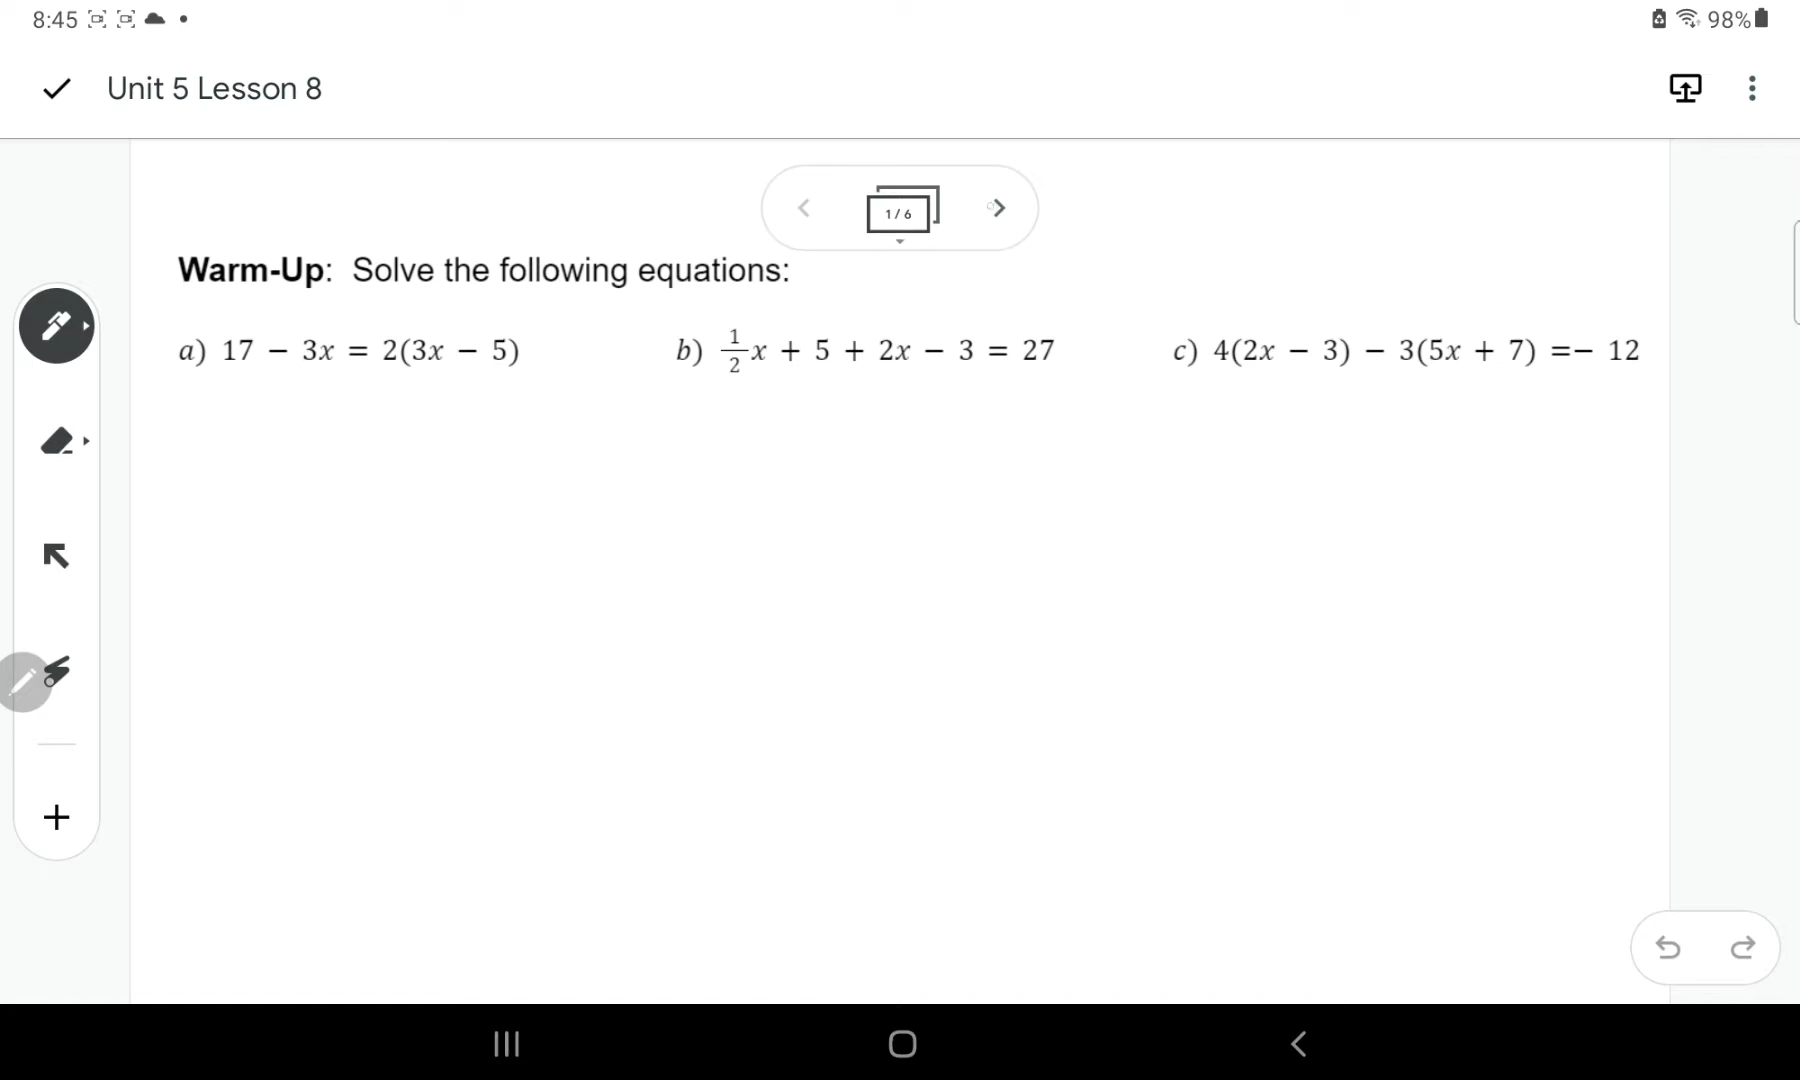 8:45 98%
Unit 5 Lesson 8
1 / 6
Warm-Up: Solve the following equations:
a) 17 − 3x = 2(3x − 5) b) 1/2 x + 5 + 2x − 3 = 27 c) 4(2x − 3) − 3(5x + 7) =− 12